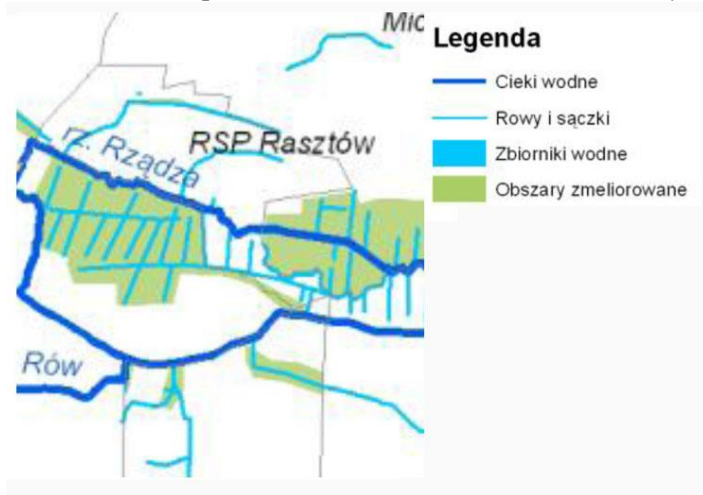 Mic
Legenda
Cieki wodne
Rowy i sączki
Zbiorniki wodne
Obszary zmeliorowane
rz. Rządza
RSP Rasztów
Rów